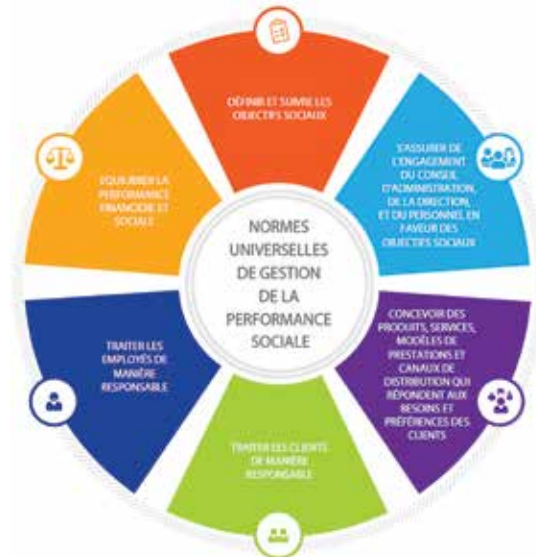 DÉFINIR ET SUIVRE LES
OBJECTIFS SOCIAUX
S'ASSURER DE
L'ENGAGEMENT
DU CONSEIL
D'ADMINISTRATION,
DE LA DIRECTION,
ET DU PERSONNEL EN
FAVEUR DES
OBJECTIFS SOCIAUX
CONCEVOIR DES
PRODUITS, SERVICES,
MODÈLES DE
PRESTATIONS ET
CANAUX DE
DISTRIBUTION QUI
RÉPONDENT AUX
BESOINS ET
PRÉFÉRENCES DES
CLIENTS
TRAITER LES CLIENTS
DE MANIÈRE
RESPONSABLE
TRAITER LES
EMPLOYÉS DE
MANIÈRE
RESPONSABLE
EQUILIBRER LA
PERFORMANCE
FINANCIÈRE ET
SOCIALE
NORMES
UNIVERSELLES
DE GESTION
DE LA
PERFORMANCE
SOCIALE